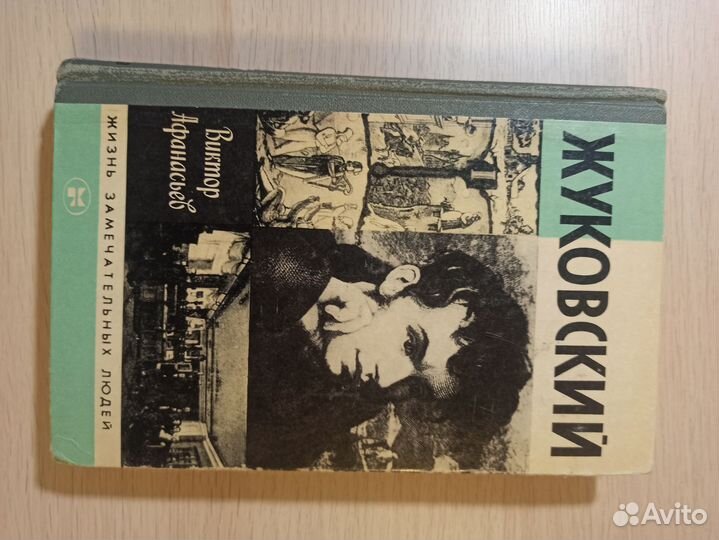 ЖИЗНЬ ЗАМЕЧАТЕЛЬНЫХ ЛЮДЕЙ
Виктор
Афанасьев
ЖУКОВСКИЙ
Avito